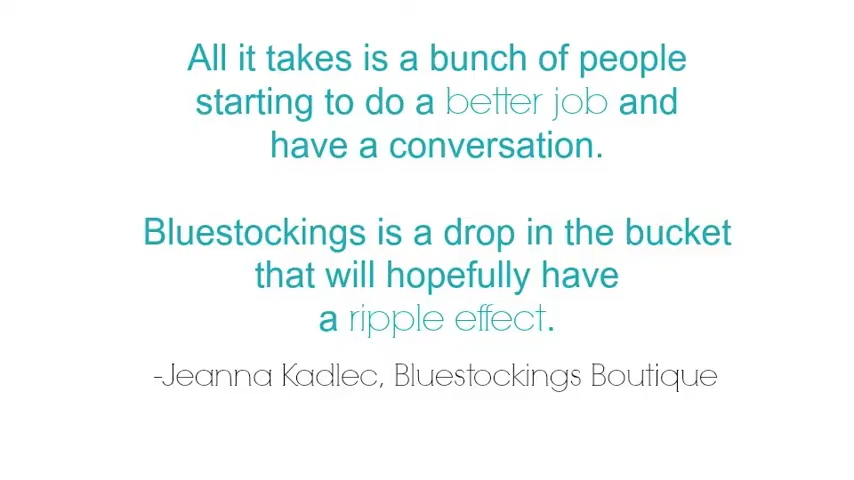 All it takes is a bunch of people
starting to do a better job and
have a conversation.
Bluestockings is a drop in the bucket
that will hopefully have
a ripple effect.
-Jeanna Kadlec, Bluestockings Boutique